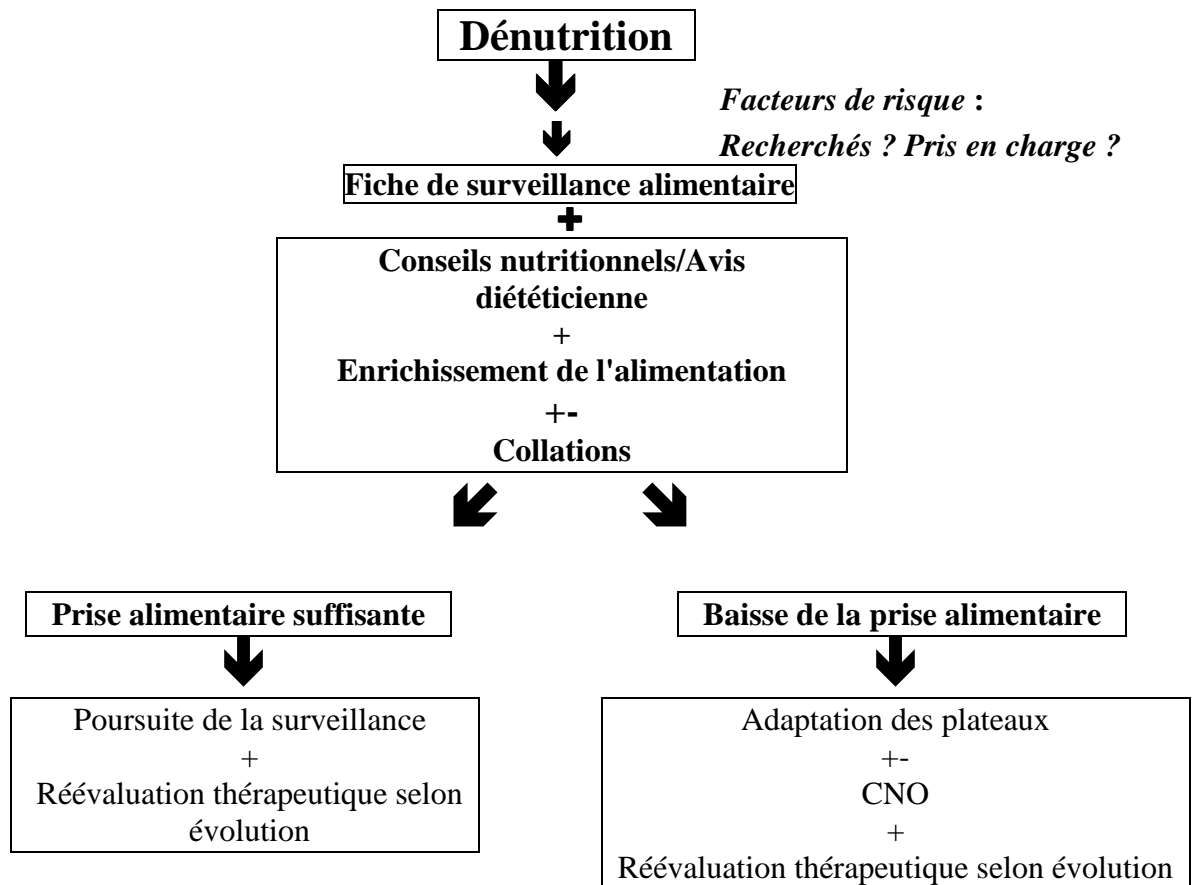 Dénutrition
Facteurs de risque :
Recherchés ? Pris en charge ?
Fiche de surveillance alimentaire
+
Conseils nutritionnels/Avis
diététicienne
+
Enrichissement de l'alimentation
+-
Collations
Prise alimentaire suffisante
Poursuite de la surveillance
+
Réévaluation thérapeutique selon
évolution
Baisse de la prise alimentaire
Adaptation des plateaux
+-
CNO
+
Réévaluation thérapeutique selon évolution